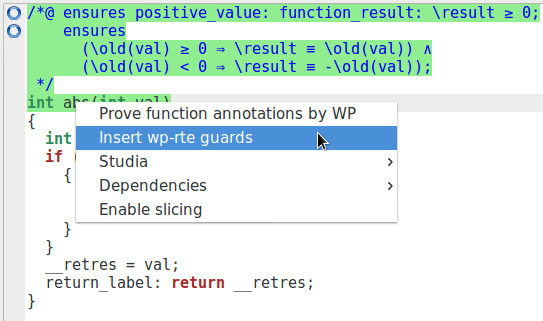 /*@ ensures positive_value: function_result: \result ≥ 0;
ensures
(\old(val) ≥ 0 ⇒ \result ≡ \old(val)) ∧
(\old(val) < 0 ⇒ \result ≡ -\old(val));
*/
int abs(int val)
{
Prove function annotations by WP
int
Insert wp-rte guards
if (
Studia
{
Dependencies
Enable slicing
}
}
__retres = val;
return_label: return __retres;
}